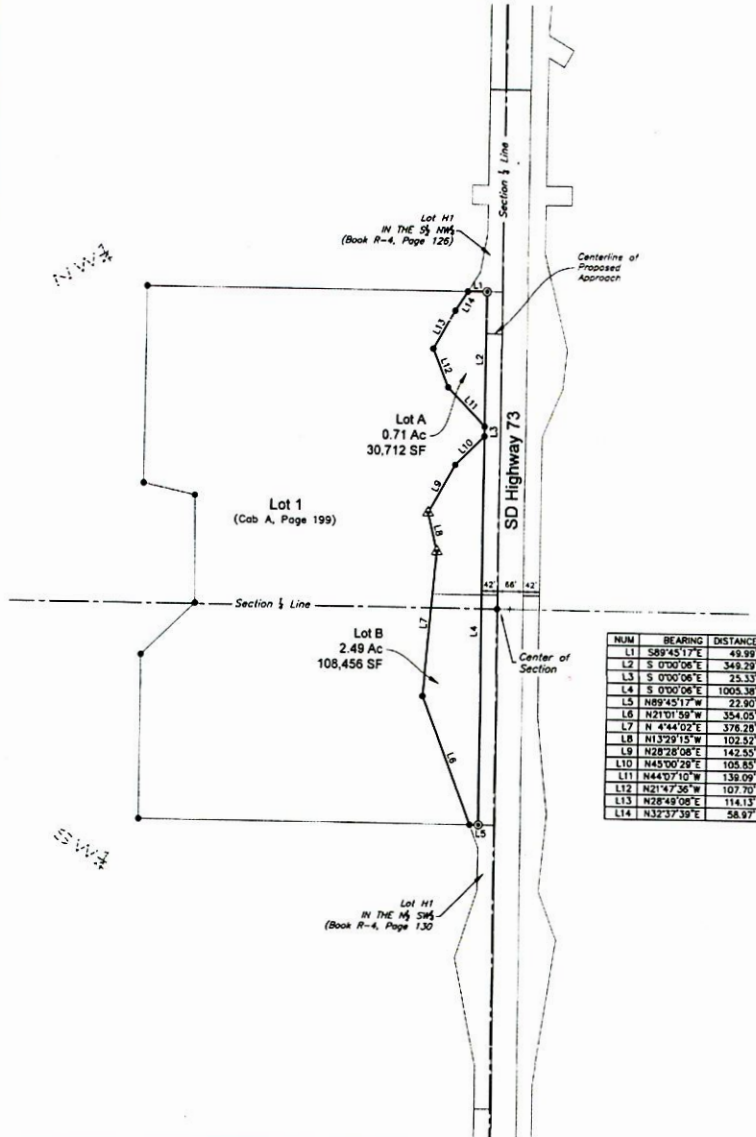 Section ½ Line
Lot H1
IN THE S½ NW¼
(Book R-4, Page 126)
Centerline of
Proposed
Approach
NW¼
L1
L14
L13
L2
L12
L11
Lot A
0.71 Ac
30,712 SF
L3
L10
SD Highway 73
L9
Lot 1
(Cab A, Page 199)
L8
42' 66' 42'
Section ½ Line
L7
L4
Lot B
2.49 Ac
108,456 SF
Center of
Section
L6
L5
SW¼
Lot H1
IN THE N½ SW¼
(Book R-4, Page 130
NUM BEARING DISTANCE
L1 S89°45'17"E 49.99'
L2 S 0°00'06"E 349.29'
L3 S 0°00'06"E 25.33'
L4 S 0°00'06"E 1005.38'
L5 N89°45'17"W 22.90'
L6 N21°01'59"W 354.05'
L7 N 4°44'02"E 376.28'
L8 N13°29'15"W 102.52'
L9 N28°28'08"E 142.55'
L10 N45°00'29"E 105.85'
L11 N44°07'10"W 139.09'
L12 N21°47'36"W 107.70'
L13 N28°49'08"E 114.13'
L14 N32°37'39"E 58.97'